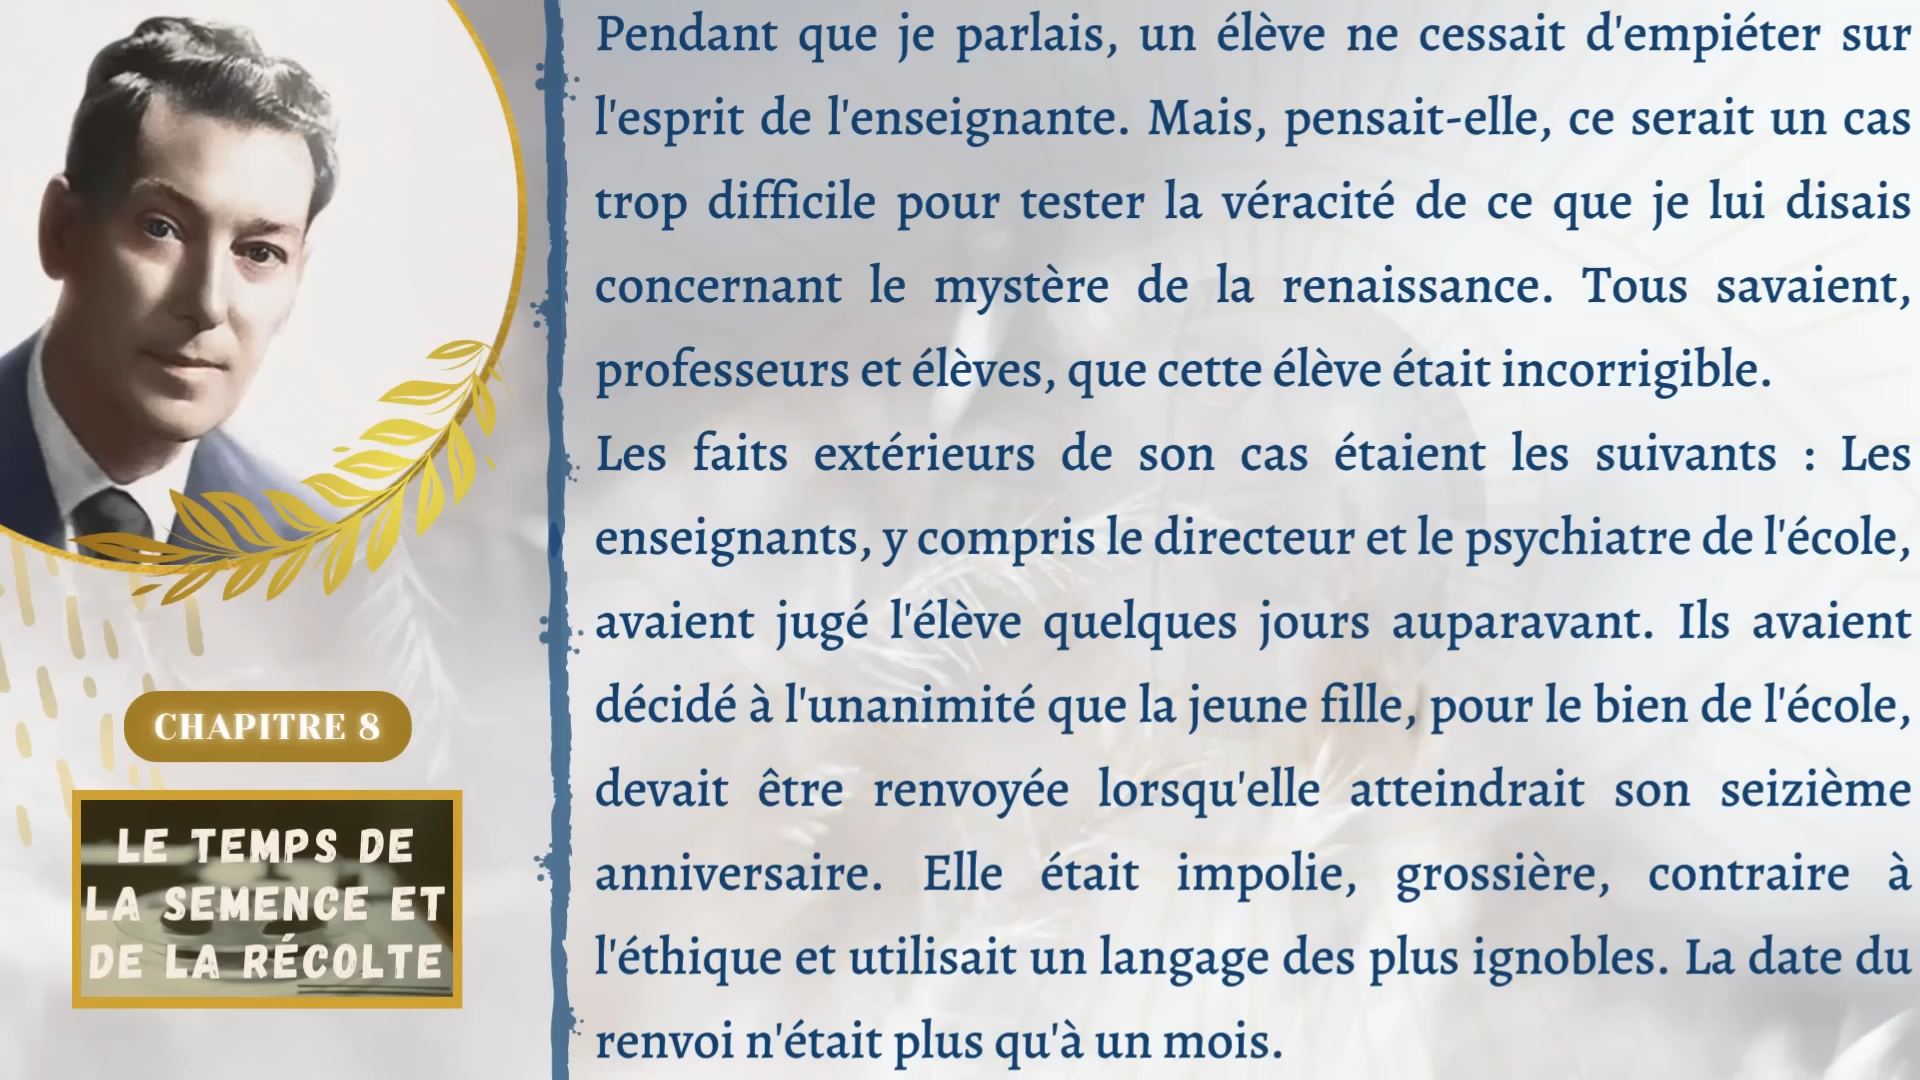 Pendant que je parlais, un élève ne cessait d'empiéter sur
l'esprit de l'enseignante. Mais, pensait-elle, ce serait un cas
trop difficile pour tester la véracité de ce que je lui disais
concernant le mystère de la renaissance. Tous savaient,
professeurs et élèves, que cette élève était incorrigible.
Les faits extérieurs de son cas étaient les suivants : Les
enseignants, y compris le directeur et le psychiatre de l'école,
avaient jugé l'élève quelques jours auparavant. Ils avaient
décidé à l'unanimité que la jeune fille, pour le bien de l'école,
devait être renvoyée lorsqu'elle atteindrait son seizième
anniversaire. Elle était impolie, grossière, contraire à
l'éthique et utilisait un langage des plus ignobles. La date du
renvoi n'était plus qu'à un mois.
CHAPITRE 8
LE TEMPS DE
LA SEMENCE ET
DE LA RÉCOLTE